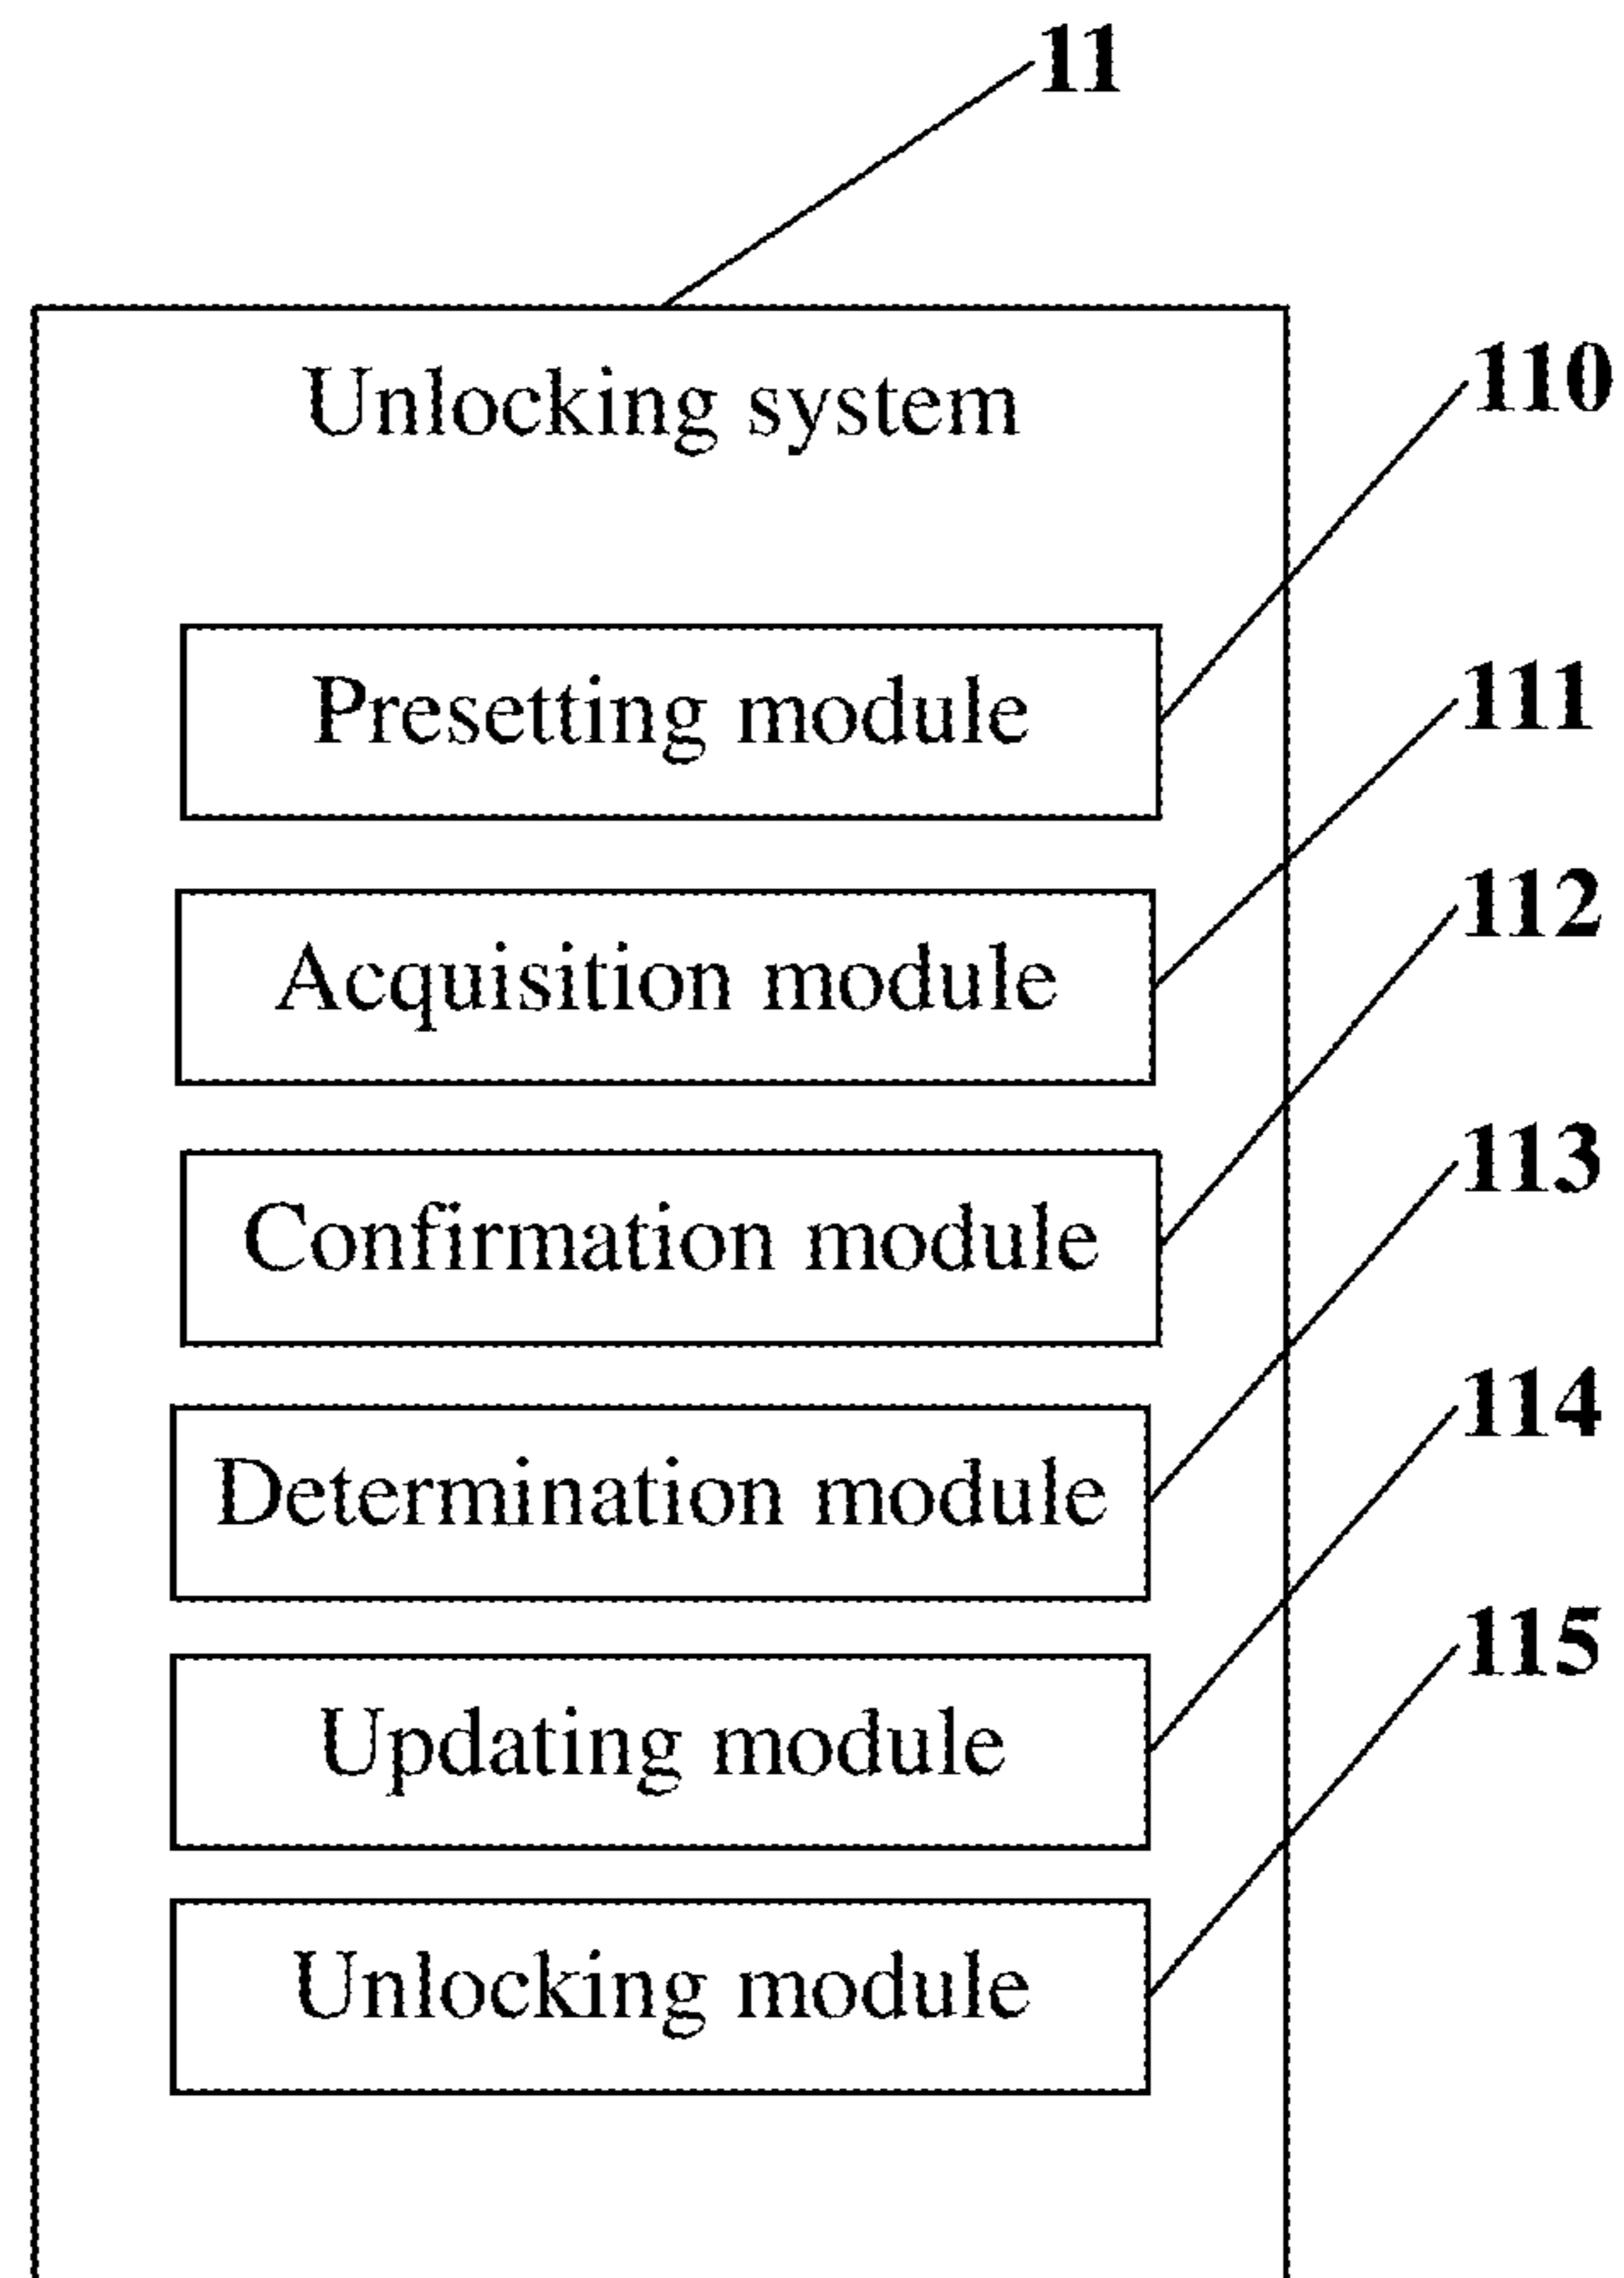 11
Unlocking system
110
Presetting module
111
Acquisition module
112
Confirmation module
113
Determination module
114
Updating module
115
Unlocking module